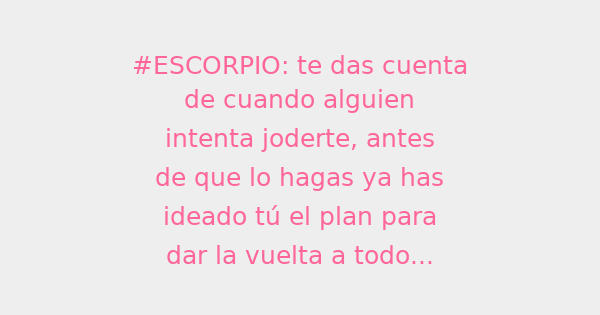 #ESCORPIO: te das cuenta
de cuando alguien
intenta joderte, antes
de que lo hagas ya has
ideado tú el plan para
dar la vuelta a todo...